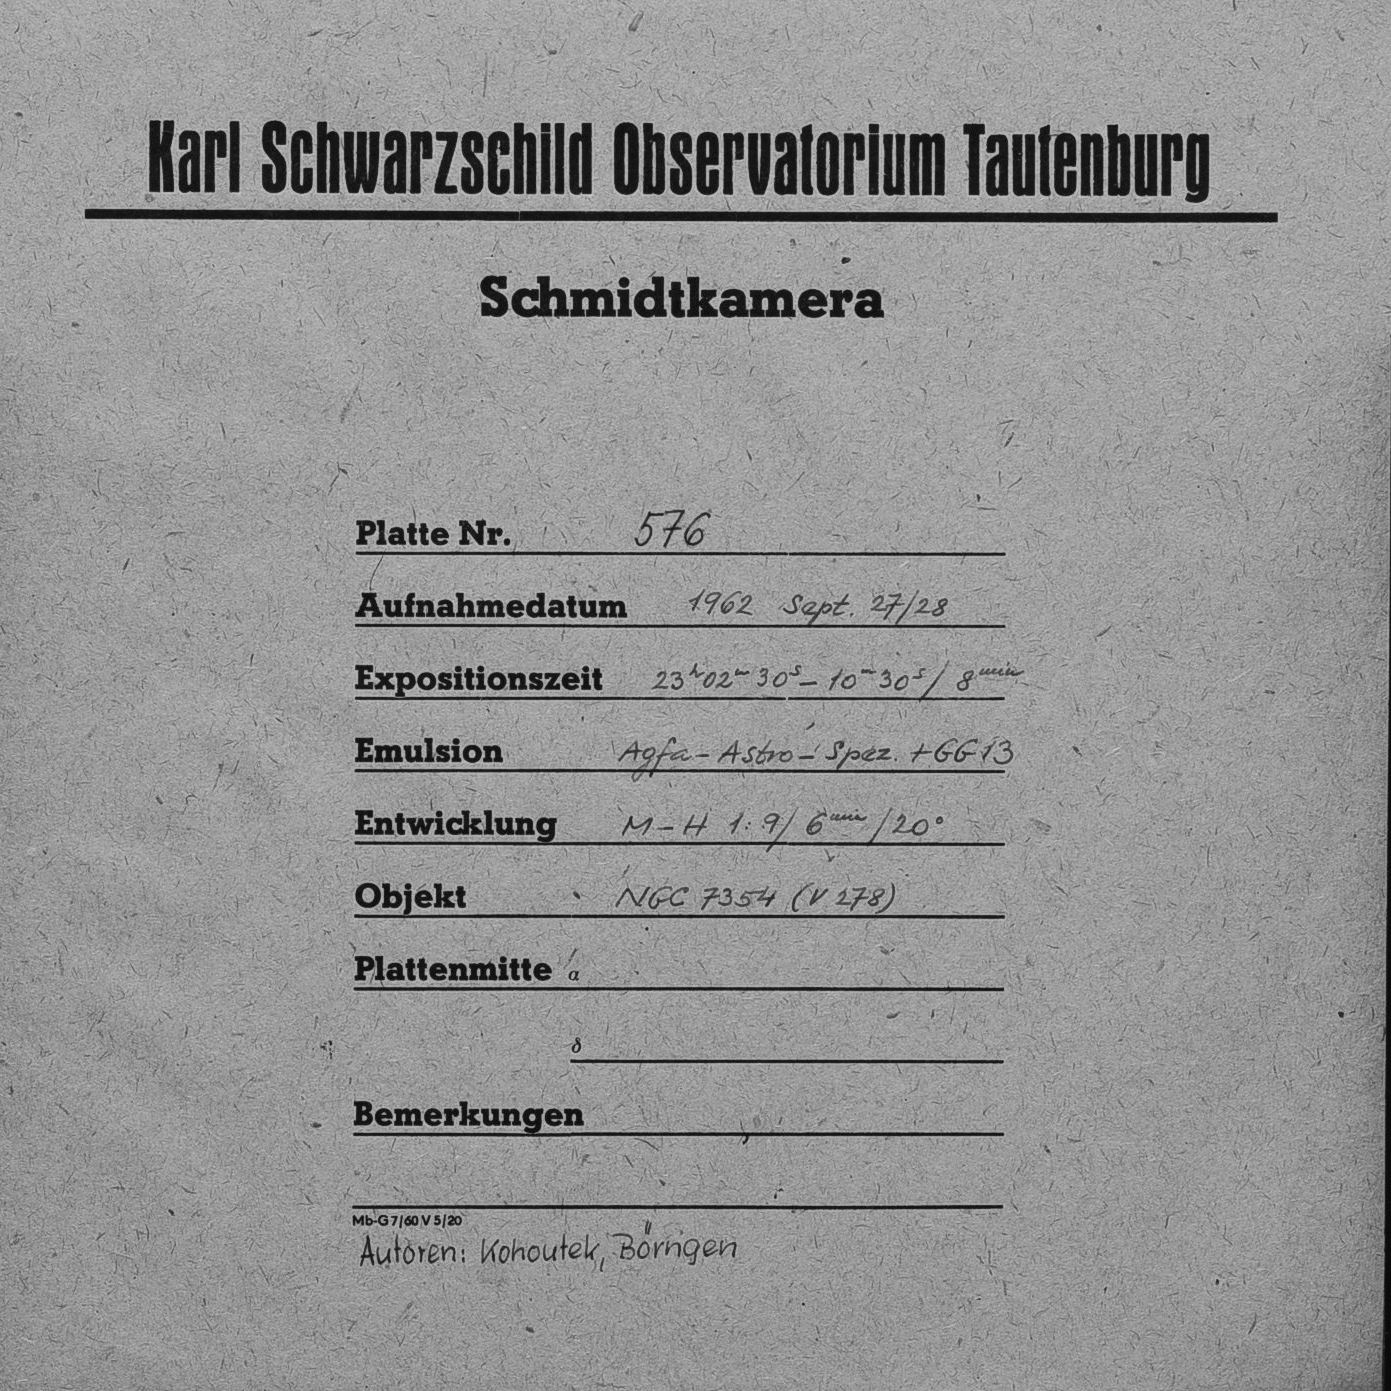 Karl Schwarzschild Observatorium Tautenburg
Schmidtkamera
Platte Nr. 576
Aufnahmedatum 1962 Sept. 27/28
Expositionszeit 23ʰ02ᵐ30ˢ – 10ᵐ30ˢ / 8ᵐⁱⁿ
Emulsion Agfa-Astro-Spez. + GG13
Entwicklung M-H 1:9 / 6ᵐⁱⁿ / 20°
Objekt NGC 7354 (V 278)
Plattenmitte α
δ
Bemerkungen
Mb-G 7/60 V 5/20
Autoren: Kohoutek, Börngen